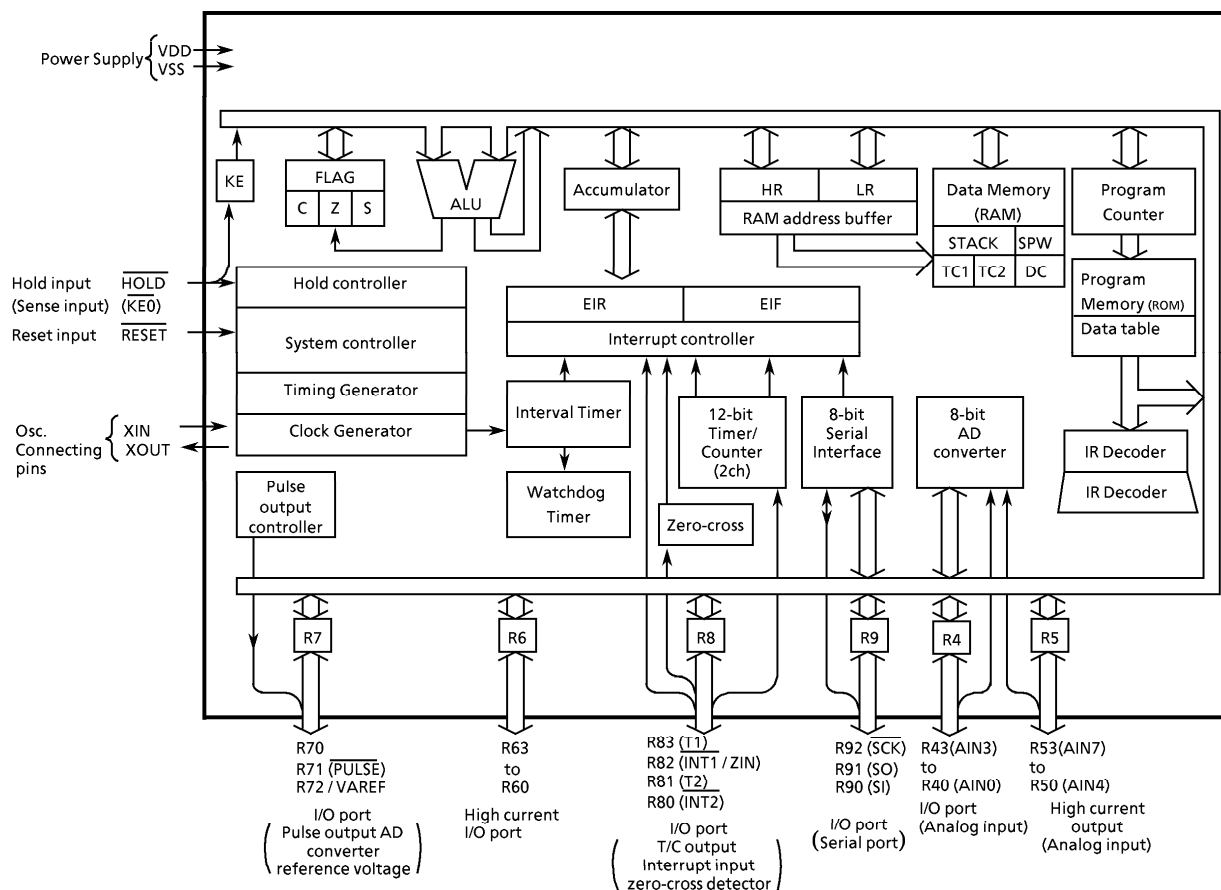 Power Supply
VDD
VSS
KE
FLAG
C Z S
ALU
Accumulator
HR LR
RAM address buffer
Data Memory
(RAM)
STACK SPW
TC1 TC2 DC
Program
Counter
Program
Memory (ROM)
Data table
Hold input HOLD
(Sense input) (KE0)
Reset input RESET
Hold controller
System controller
Timing Generator
Clock Generator
Osc.
Connecting
pins
XIN
XOUT
EIR EIF
Interrupt controller
Interval Timer
Watchdog
Timer
12-bit
Timer/
Counter
(2ch)
8-bit
Serial
Interface
8-bit
AD
converter
IR Decoder
IR Decoder
Pulse
output
controller
Zero-cross
R7
R6
R8
R9
R4
R5
R70
R71 (PULSE)
R72 / VAREF
I/O port
(Pulse output AD
converter
reference voltage)
R63
to
R60
High current
I/O port
R83 (T1)
R82 (INT1 / ZIN)
R81 (T2)
R80 (INT2)
I/O port
(T/C output
Interrupt input
zero-cross detector)
R92 (SCK)
R91 (SO)
R90 (SI)
I/O port
(Serial port)
R43(AIN3)
to
R40 (AIN0)
I/O port
(Analog input)
R53(AIN7)
to
R50 (AIN4)
High current
output
(Analog input)